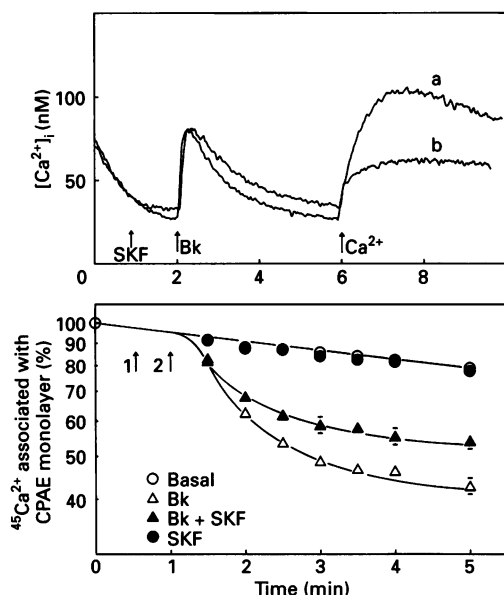 [Ca²⁺]ᵢ (nM)
100
50
a
b
SKF
Bk
Ca²⁺
0
2
4
6
8
⁴⁵Ca²⁺ associated with
CPAE monolayer (%)
100
90
80
70
60
50
40
1
2
Basal
Bk
Bk + SKF
SKF
0
1
2
3
4
5
Time (min)